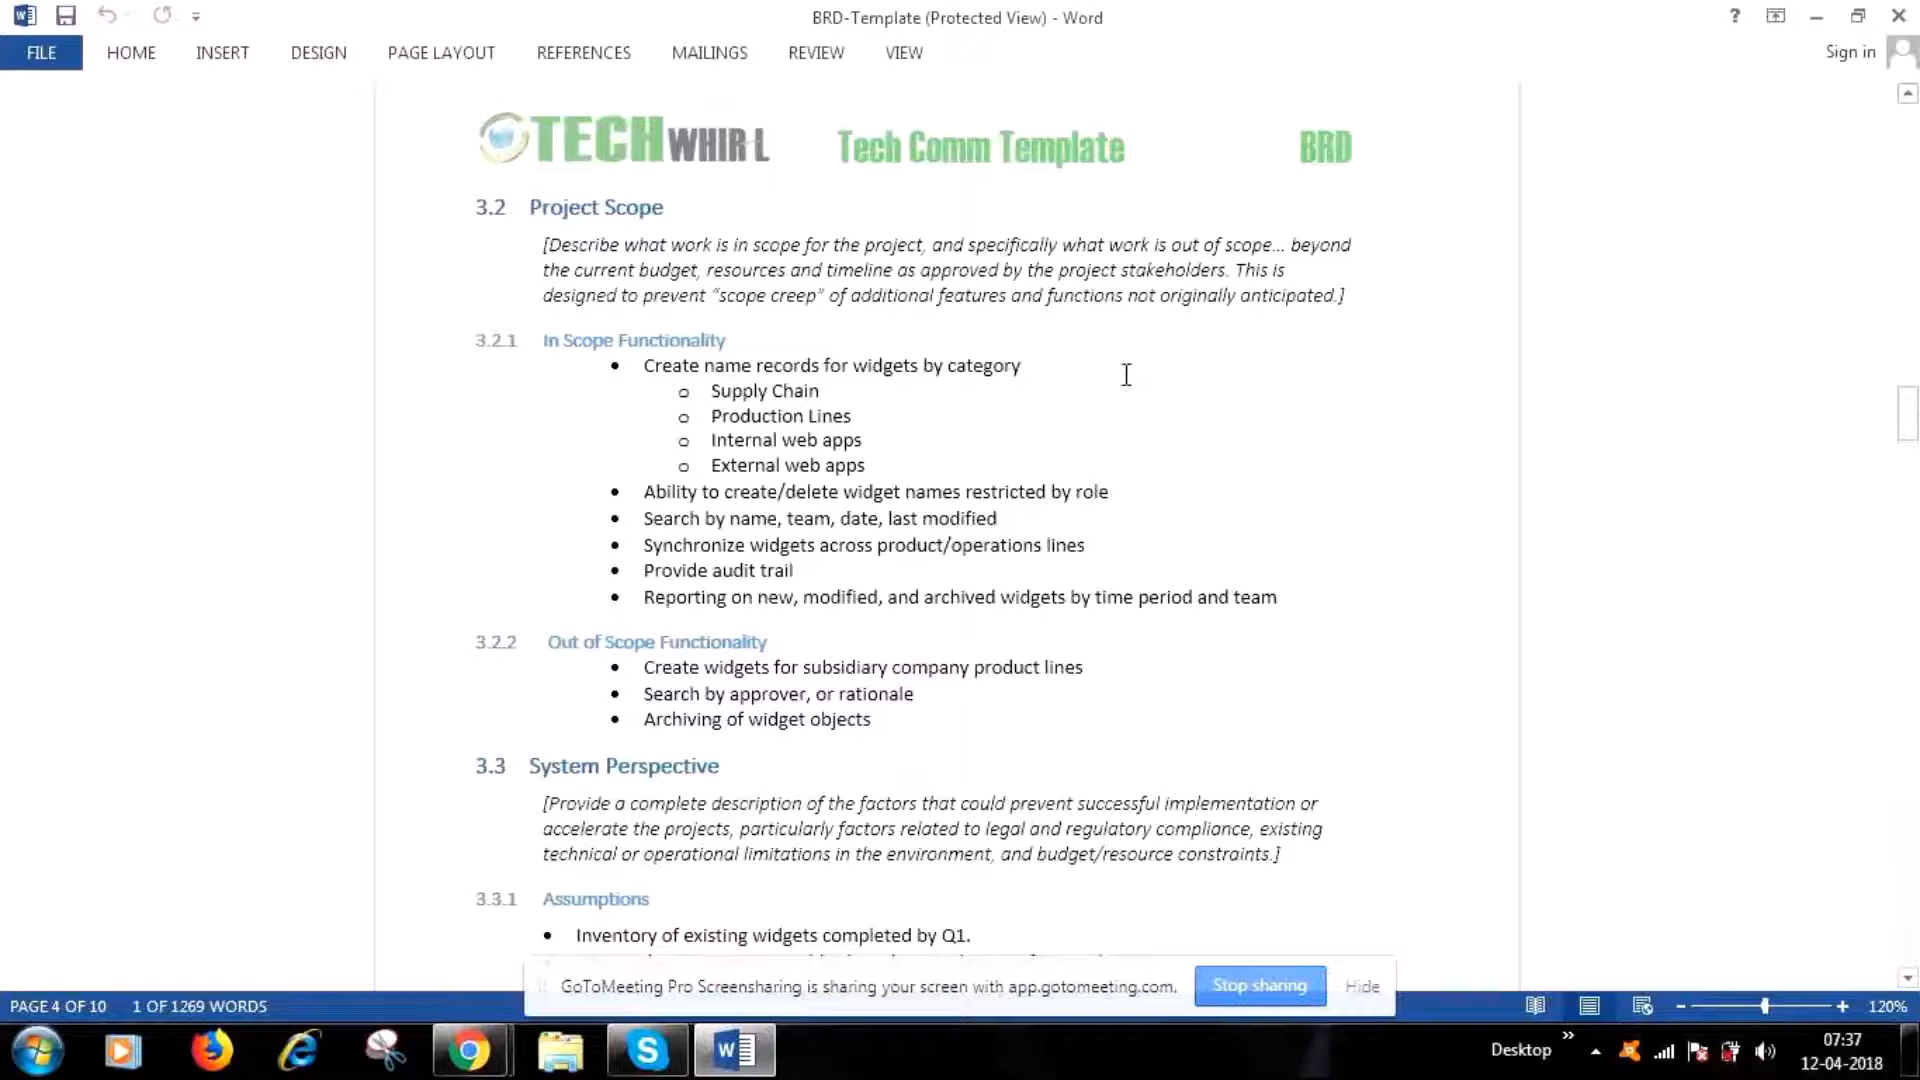 BRD-Template (Protected View) - Word
FILE HOME INSERT DESIGN PAGE LAYOUT REFERENCES MAILINGS REVIEW VIEW Sign in
TECHWHIRL Tech Comm Template BRD
3.2 Project Scope
[Describe what work is in scope for the project, and specifically what work is out of scope... beyond
the current budget, resources and timeline as approved by the project stakeholders. This is
designed to prevent “scope creep” of additional features and functions not originally anticipated.]
3.2.1 In Scope Functionality
• Create name records for widgets by category
o Supply Chain
o Production Lines
o Internal web apps
o External web apps
• Ability to create/delete widget names restricted by role
• Search by name, team, date, last modified
• Synchronize widgets across product/operations lines
• Provide audit trail
• Reporting on new, modified, and archived widgets by time period and team
3.2.2 Out of Scope Functionality
• Create widgets for subsidiary company product lines
• Search by approver, or rationale
• Archiving of widget objects
3.3 System Perspective
[Provide a complete description of the factors that could prevent successful implementation or
accelerate the projects, particularly factors related to legal and regulatory compliance, existing
technical or operational limitations in the environment, and budget/resource constraints.]
3.3.1 Assumptions
• Inventory of existing widgets completed by Q1.
GoToMeeting Pro Screensharing is sharing your screen with app.gotomeeting.com. Stop sharing Hide
PAGE 4 OF 10 1 OF 1269 WORDS 120%
Desktop 07:37
12-04-2018